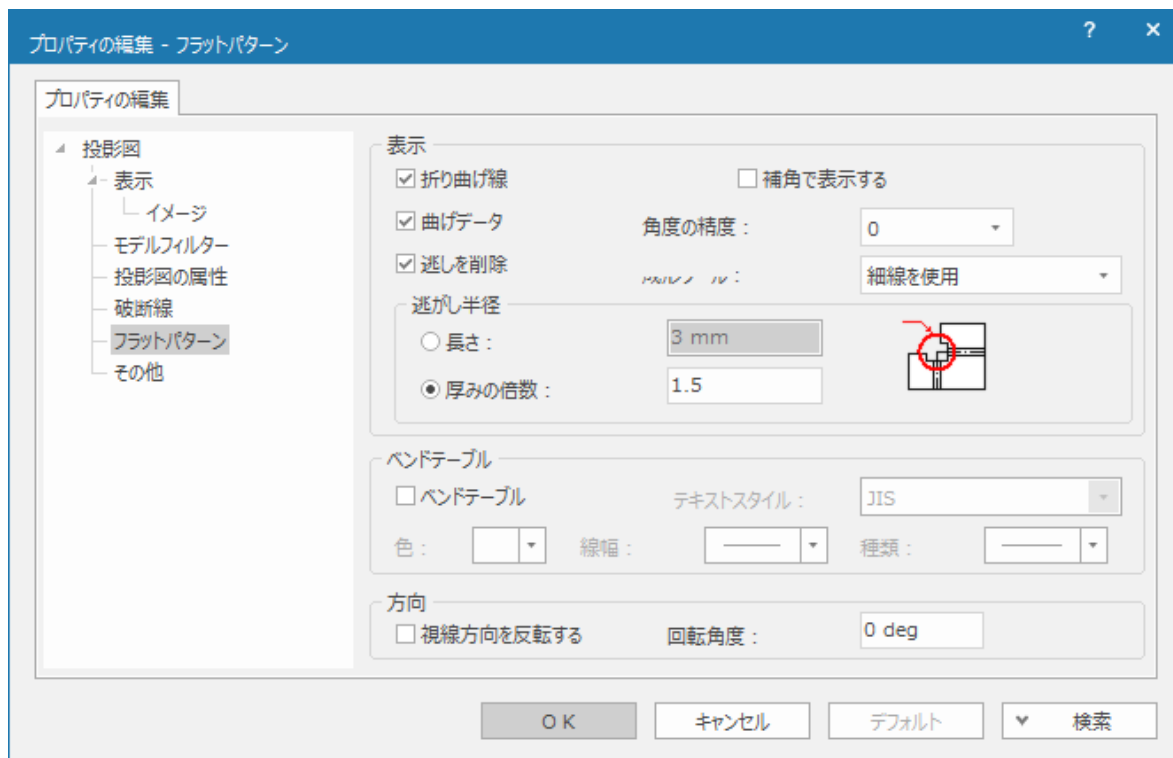 プロパティの編集 - フラットパターン ? ×
プロパティの編集
投影図
表示
イメージ
モデルフィルター
投影図の属性
破断線
フラットパターン
その他
表示
折り曲げ線 補角で表示する
曲げデータ 角度の精度： 0
逃しを削除 細線を使用
逃がし半径
長さ： 3 mm
厚みの倍数： 1.5
ベンドテーブル
ベンドテーブル テキストスタイル： JIS
色： 線幅： 種類：
方向
視線方向を反転する 回転角度： 0 deg
OK キャンセル デフォルト 検索